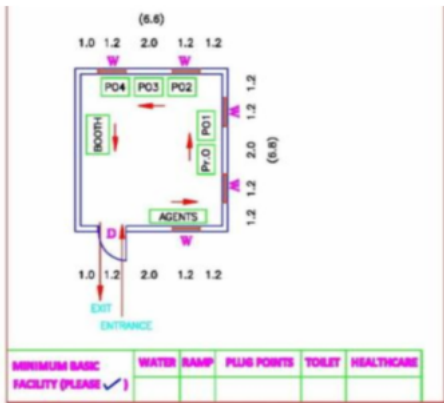 (6.6)
1.0 1.2 2.0 1.2 1.2
W W
PO4 PO3 PO2
1.2
W
1.2
BOOTH
PO1
2.0
(6.8)
Pr.O
W
1.2
AGENTS
1.2
D
W
1.0 1.2 2.0 1.2 1.2
EXIT
ENTRANCE
MINIMUM BASIC WATER RAMP PLUG POINTS TOILET HEALTHCARE
FACILITY (PLEASE ✓)